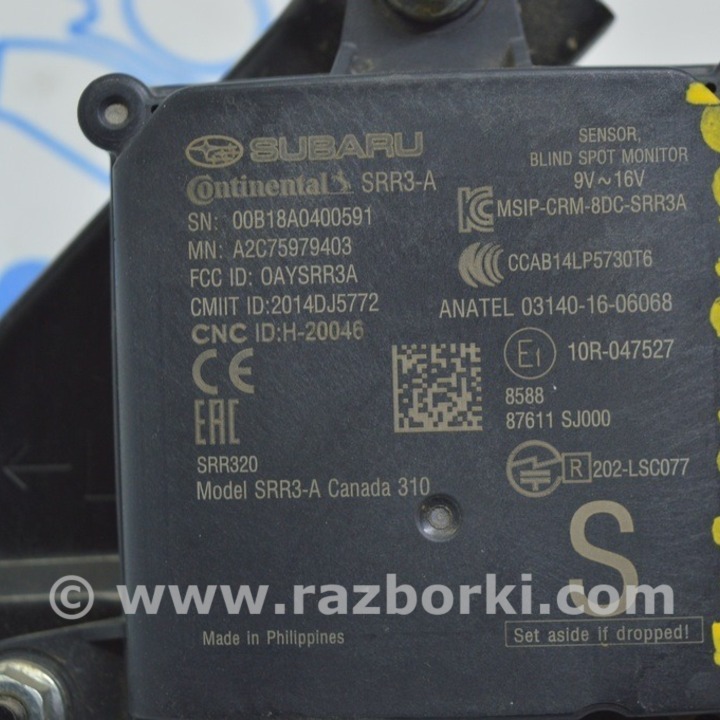 SUBARU
Continental SRR3-A
SN: 00B18A0400591
MN: A2C75979403
FCC ID: OAYSRR3A
CMIIT ID:2014DJ5772
CNC ID:H-20046
CE
EAC
SRR320
Model SRR3-A Canada 310
Made in Philippines
SENSOR,
BLIND SPOT MONITOR
9V~16V
MSIP-CRM-8DC-SRR3A
CCAB14LP5730T6
ANATEL 03140-16-06068
E1 10R-047527
8588
87611 SJ000
R 202-LSC077
S
Set aside if dropped!
© www.razborki.com